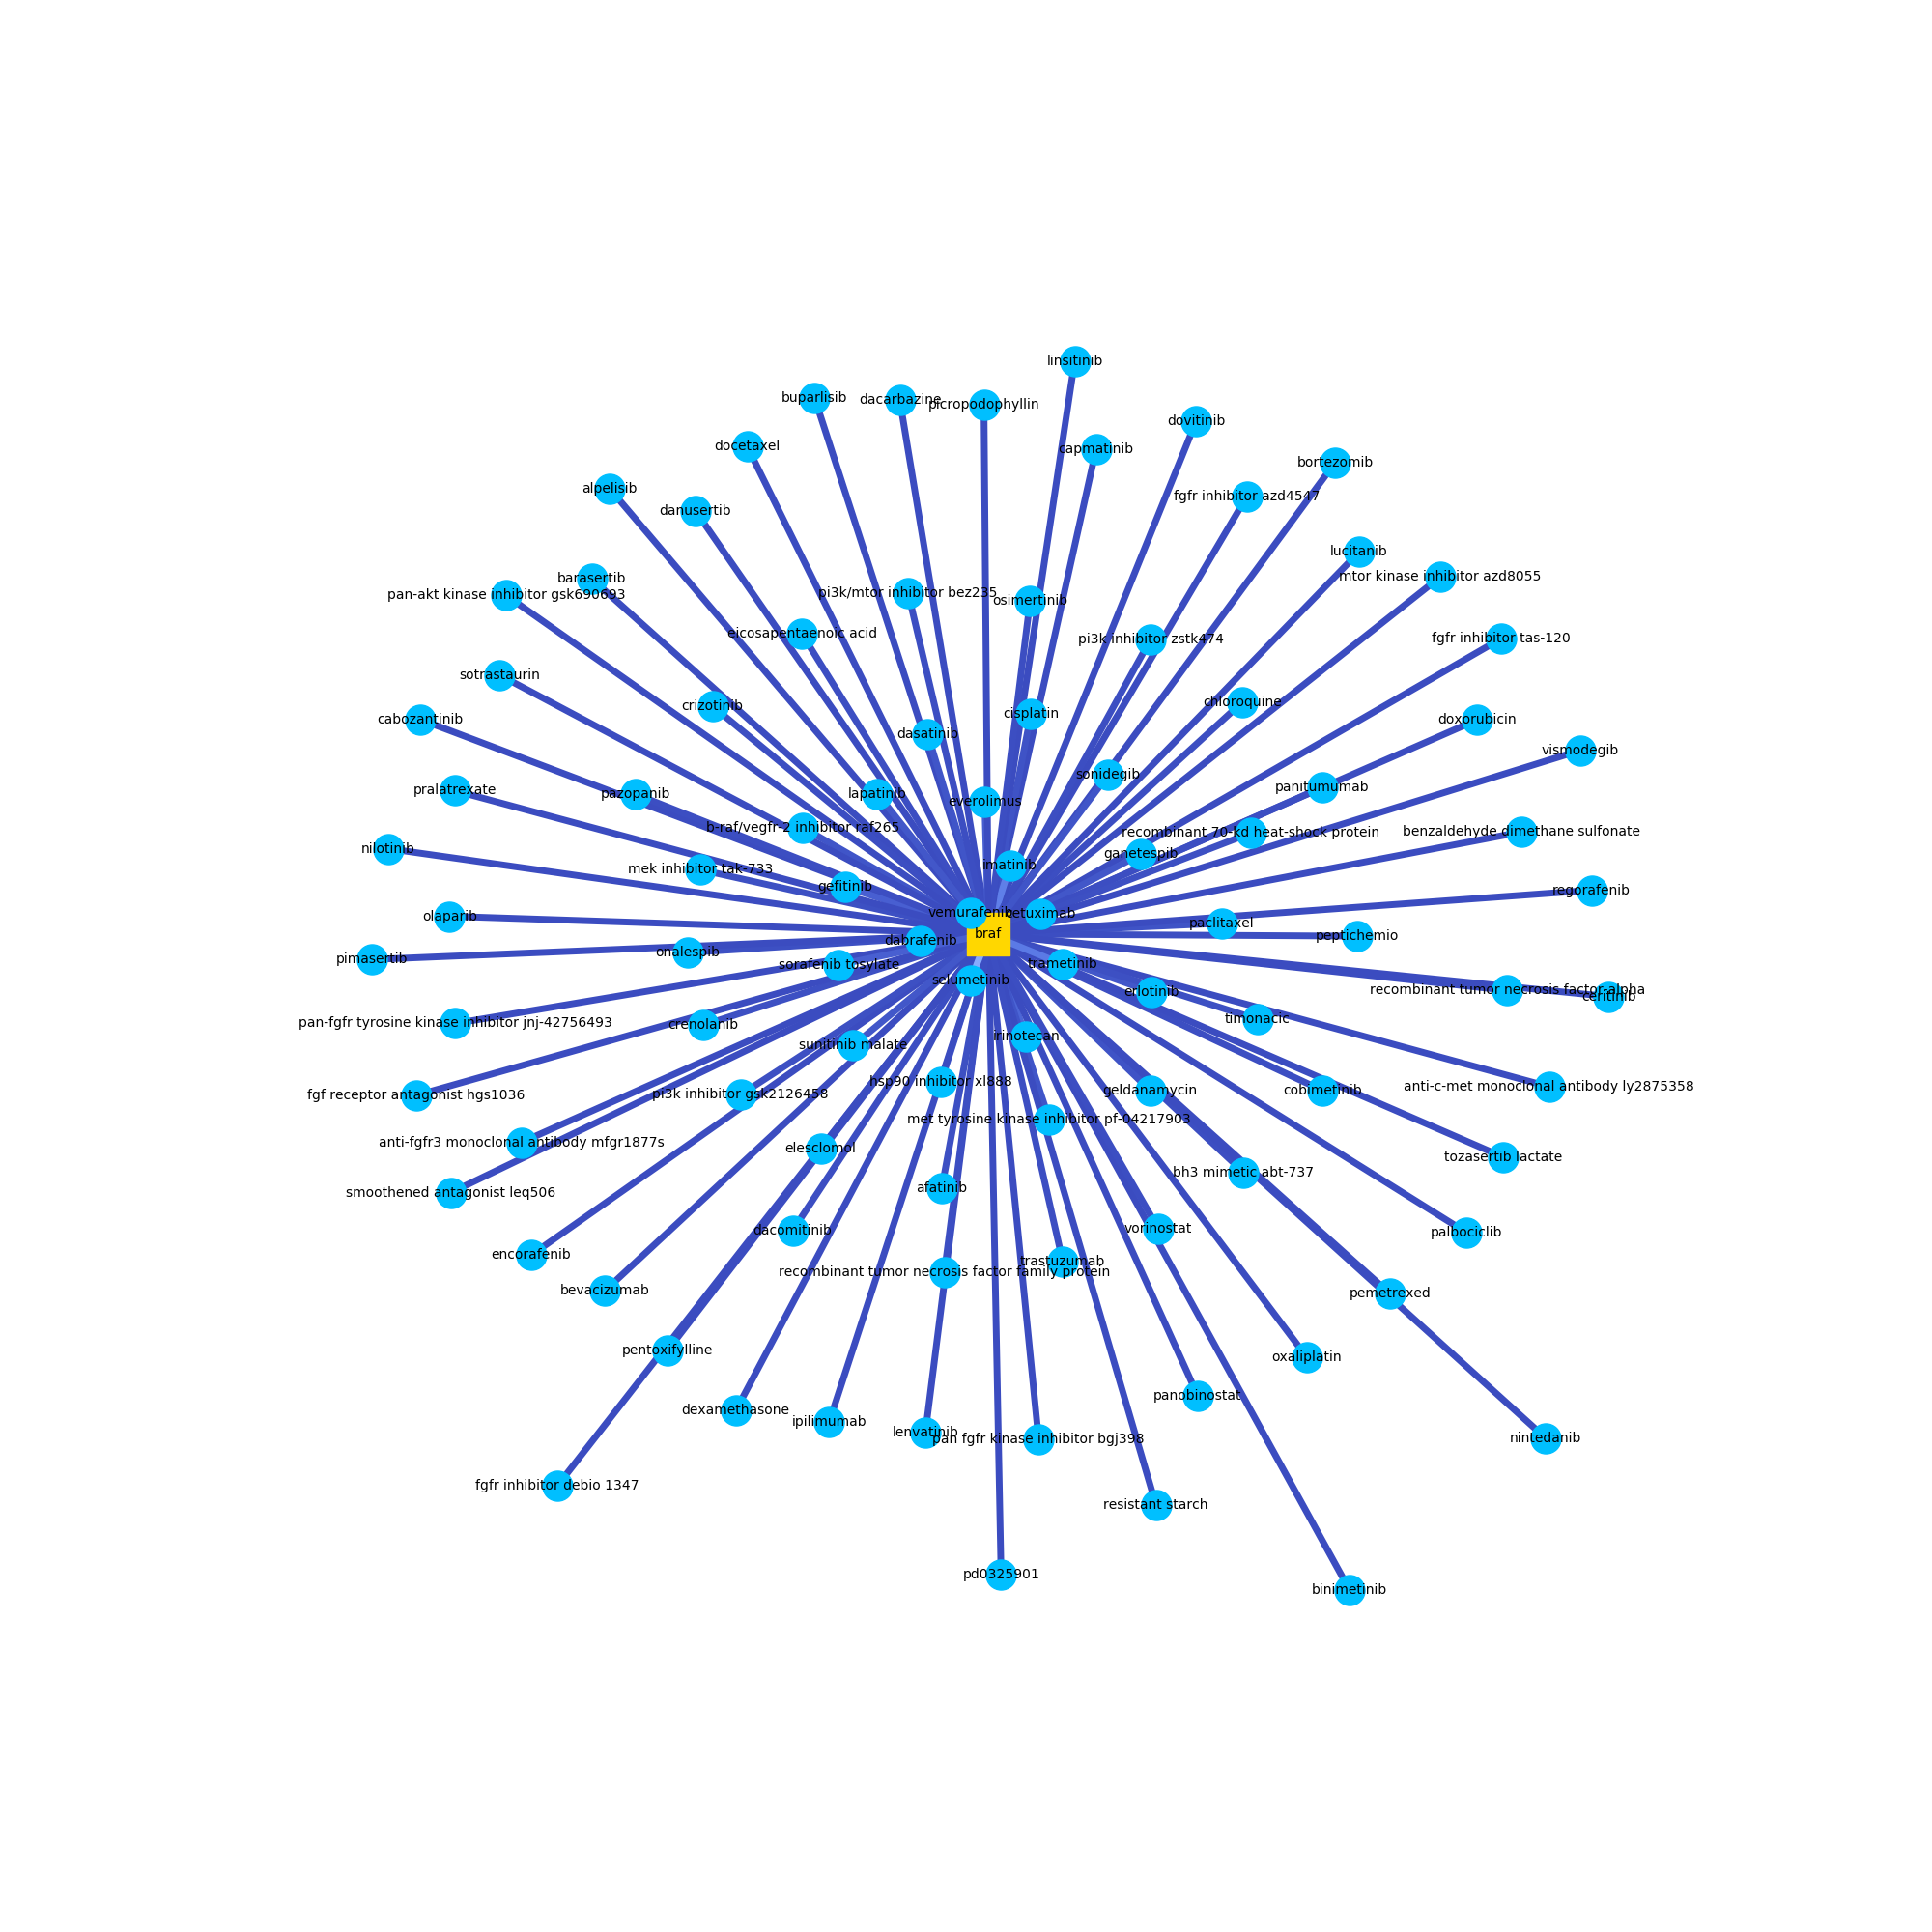 linsitinib
buparlisib
dacarbazine
picropodophyllin
dovitinib
docetaxel
capmatinib
bortezomib
alpelisib
fgfr inhibitor azd4547
danusertib
lucitanib
barasertib
mtor kinase inhibitor azd8055
pan-akt kinase inhibitor gsk690693
pi3k/mtor inhibitor bez235
osimertinib
eicosapentaenoic acid
pi3k inhibitor zstk474
fgfr inhibitor tas-120
sotrastaurin
crizotinib
chloroquine
cabozantinib
cisplatin
doxorubicin
dasatinib
vismodegib
sonidegib
pralatrexate
pazopanib
lapatinib
panitumumab
everolimus
b-raf/vegfr-2 inhibitor raf265
recombinant 70-kd heat-shock protein
benzaldehyde dimethane sulfonate
nilotinib
ganetespib
mek inhibitor tak-733
imatinib
gefitinib
regorafenib
olaparib
vemurafenib
cetuximab
paclitaxel
braf
peptichemio
dabrafenib
onalespib
pimasertib
sorafenib tosylate
trametinib
selumetinib
erlotinib
recombinant tumor necrosis factor-alpha
ceritinib
pan-fgfr tyrosine kinase inhibitor jnj-42756493
crenolanib
timonacic
irinotecan
sunitinib malate
hsp90 inhibitor xl888
anti-c-met monoclonal antibody ly2875358
fgf receptor antagonist hgs1036
pi3k inhibitor gsk2126458
geldanamycin
cobimetinib
met tyrosine kinase inhibitor pf-04217903
anti-fgfr3 monoclonal antibody mfgr1877s
elesclomol
tozasertib lactate
bh3 mimetic abt-737
smoothened antagonist leq506
afatinib
dacomitinib
vorinostat
palbociclib
encorafenib
trastuzumab
recombinant tumor necrosis factor family protein
bevacizumab
pemetrexed
pentoxifylline
oxaliplatin
panobinostat
dexamethasone
ipilimumab
lenvatinib
pan fgfr kinase inhibitor bgj398
nintedanib
fgfr inhibitor debio 1347
resistant starch
pd0325901
binimetinib